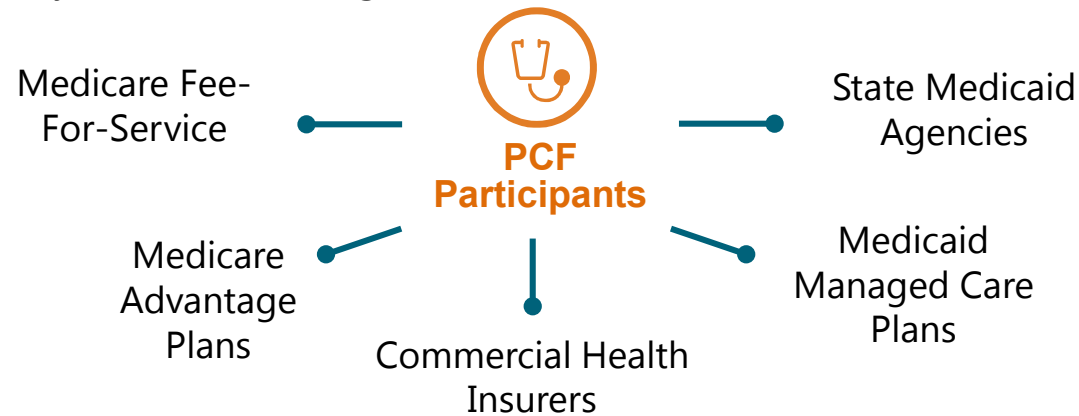 Medicare Fee-
For-Service
PCF
Participants
State Medicaid
Agencies
Medicare
Advantage
Plans
Commercial Health
Insurers
Medicaid
Managed Care
Plans